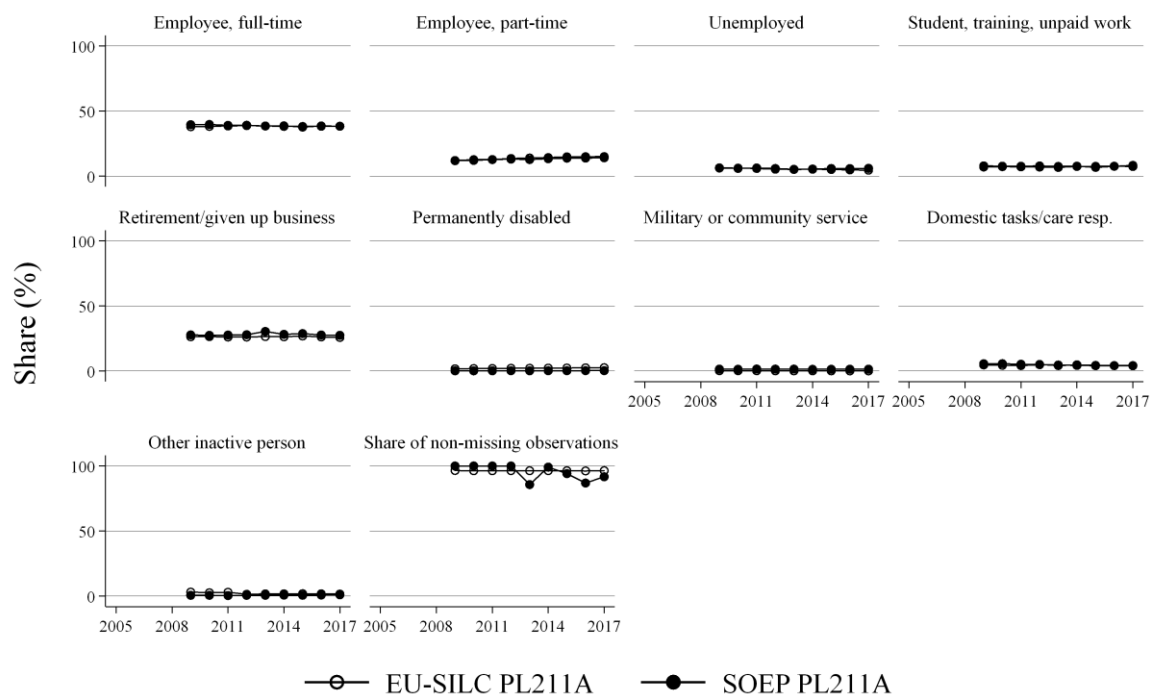 Employee, full-time
Employee, part-time
Unemployed
Student, training, unpaid work
100
50
0
Retirement/given up business
Permanently disabled
Military or community service
Domestic tasks/care resp.
100
50
0
2005 2008 2011 2014 2017
2005 2008 2011 2014 2017
Other inactive person
Share of non-missing observations
100
50
0
2005 2008 2011 2014 2017
2005 2008 2011 2014 2017
Share (%)
EU-SILC PL211A
SOEP PL211A